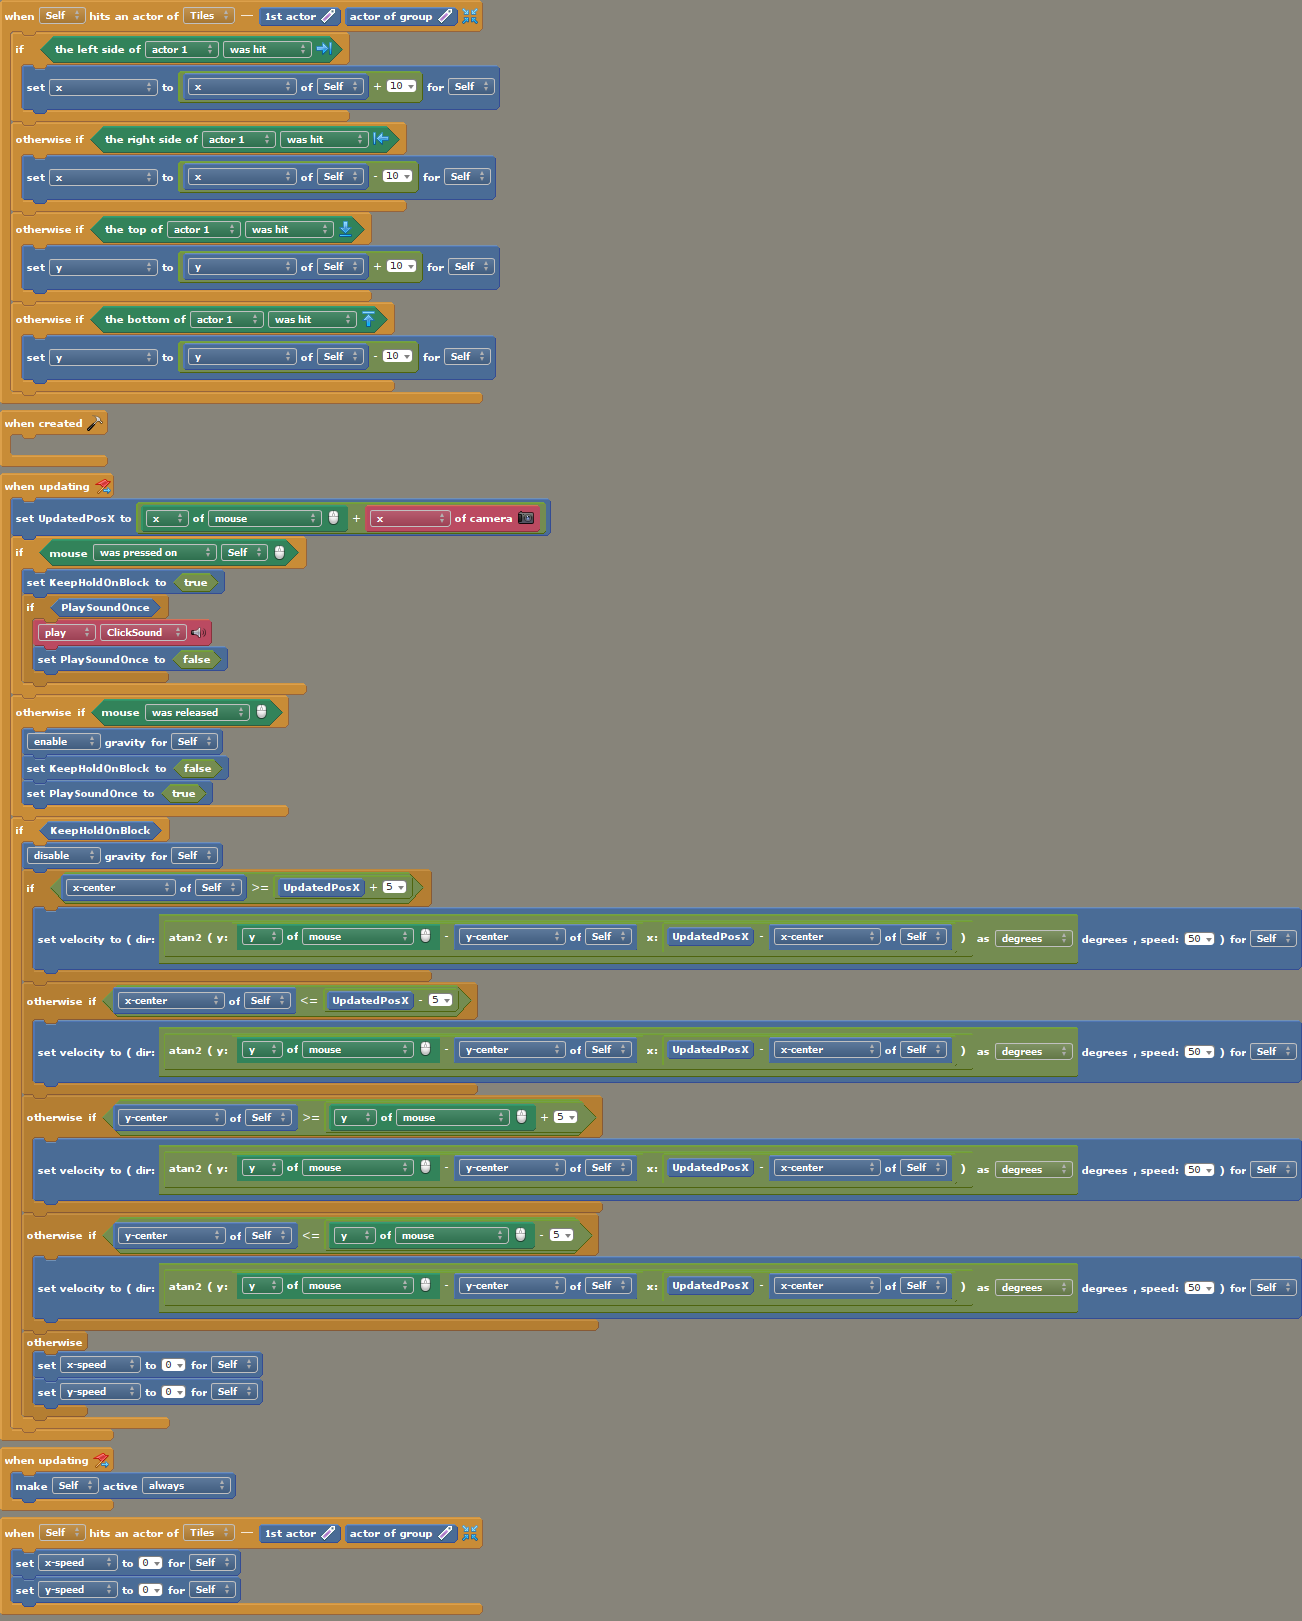 when Self hits an actor of Tiles — 1st actor actor of group
if the left side of actor 1 was hit
set x to x of Self + 10 for Self
otherwise if the right side of actor 1 was hit
set x to x of Self - 10 for Self
otherwise if the top of actor 1 was hit
set y to y of Self + 10 for Self
otherwise if the bottom of actor 1 was hit
set y to y of Self - 10 for Self
when created
when updating
set UpdatedPosX to x of mouse + x of camera
if mouse was pressed on Self
set KeepHoldOnBlock to true
if PlaySoundOnce
play ClickSound
set PlaySoundOnce to false
otherwise if mouse was released
enable gravity for Self
set KeepHoldOnBlock to false
set PlaySoundOnce to true
if KeepHoldOnBlock
disable gravity for Self
if x-center of Self >= UpdatedPosX + 5
set velocity to ( dir: atan2 ( y: y of mouse - y-center of Self x: UpdatedPosX - x-center of Self ) as degrees degrees , speed: 50 ) for Self
otherwise if x-center of Self <= UpdatedPosX - 5
set velocity to ( dir: atan2 ( y: y of mouse - y-center of Self x: UpdatedPosX - x-center of Self ) as degrees degrees , speed: 50 ) for Self
otherwise if y-center of Self >= y of mouse + 5
set velocity to ( dir: atan2 ( y: y of mouse - y-center of Self x: UpdatedPosX - x-center of Self ) as degrees degrees , speed: 50 ) for Self
otherwise if y-center of Self <= y of mouse - 5
set velocity to ( dir: atan2 ( y: y of mouse - y-center of Self x: UpdatedPosX - x-center of Self ) as degrees degrees , speed: 50 ) for Self
otherwise
set x-speed to 0 for Self
set y-speed to 0 for Self
when updating
make Self active always
when Self hits an actor of Tiles — 1st actor actor of group
set x-speed to 0 for Self
set y-speed to 0 for Self